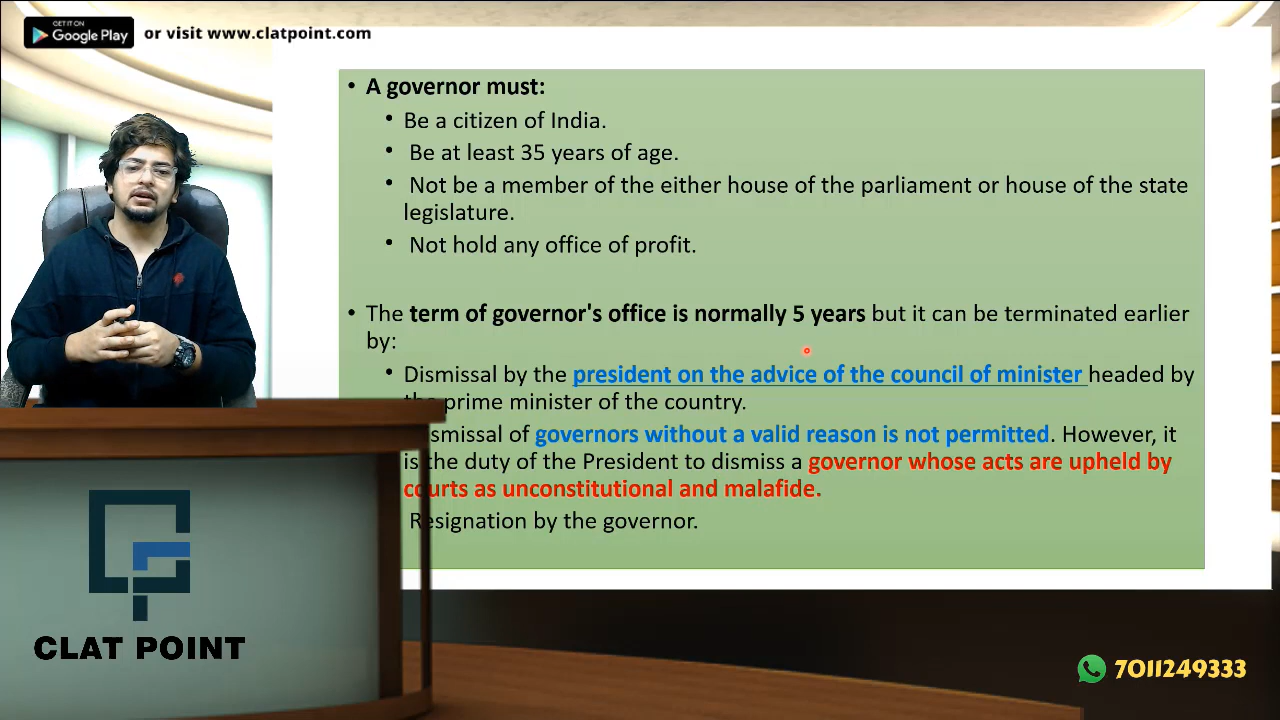 GET IT ON
Google Play
or visit www.clatpoint.com
• A governor must:
• Be a citizen of India.
• Be at least 35 years of age.
• Not be a member of the either house of the parliament or house of the state
legislature.
• Not hold any office of profit.
• The term of governor's office is normally 5 years but it can be terminated earlier
by:
• Dismissal by the president on the advice of the council of minister headed by
the prime minister of the country.
Dismissal of governors without a valid reason is not permitted. However, it
is the duty of the President to dismiss a governor whose acts are upheld by
courts as unconstitutional and malafide.
Resignation by the governor.
CLAT POINT
7011249333